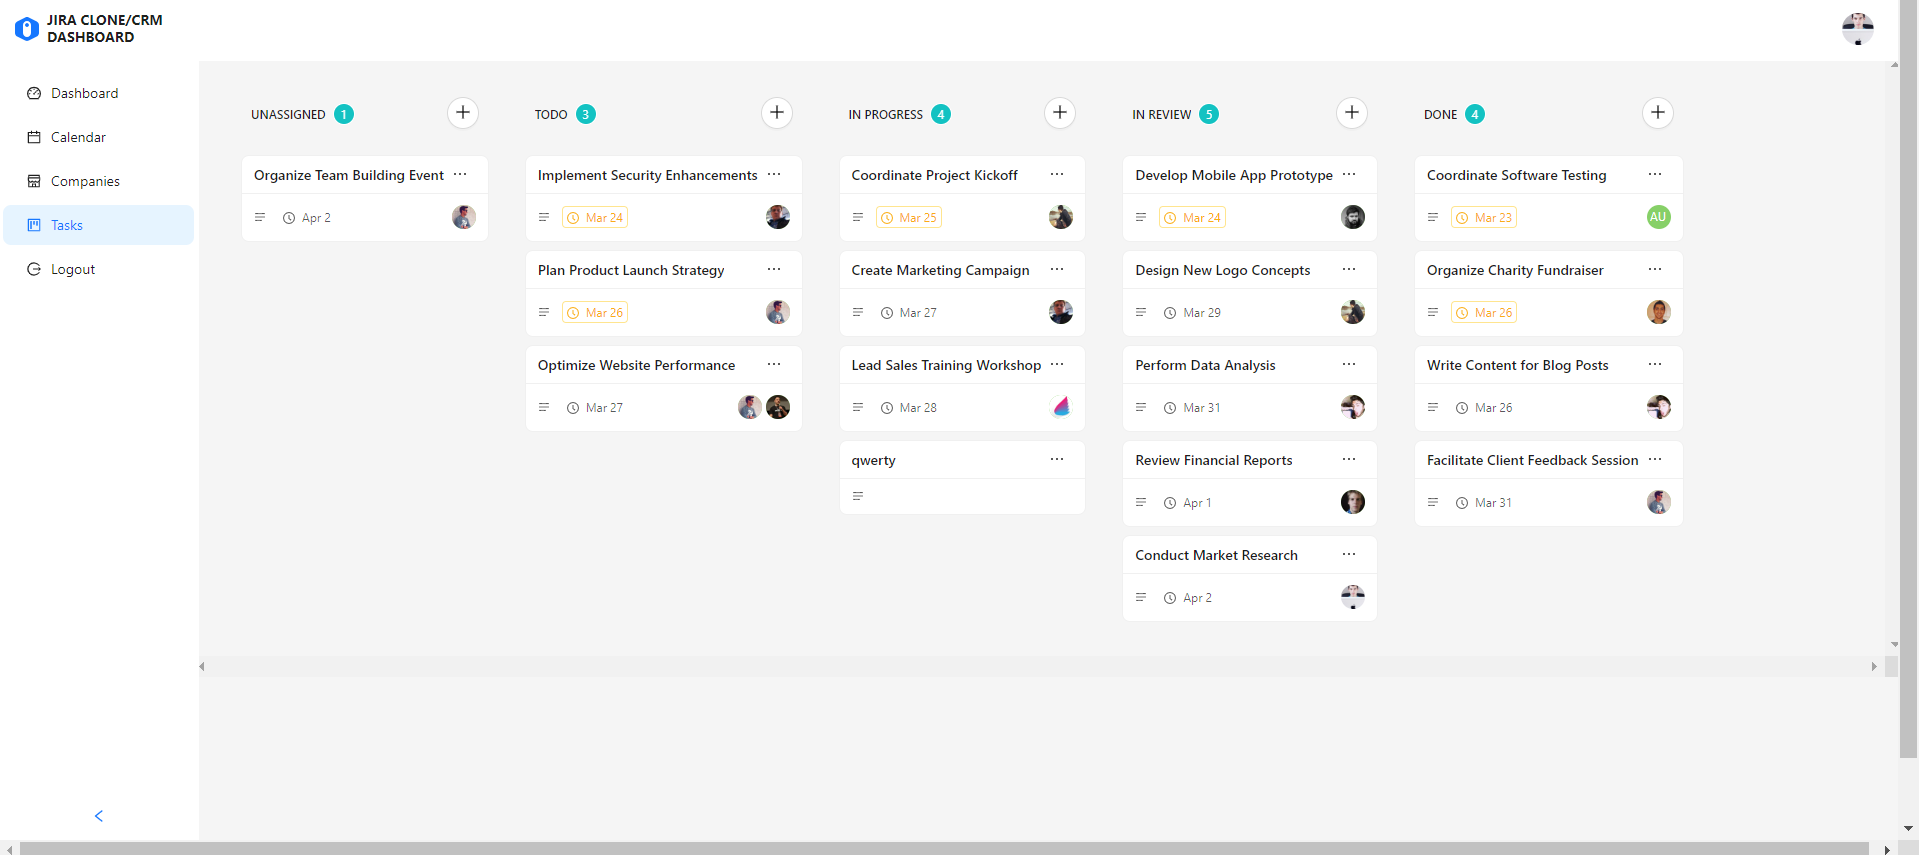 JIRA CLONE/CRM
DASHBOARD
Dashboard
Calendar
Companies
Tasks
Logout
UNASSIGNED 1
Organize Team Building Event
Apr 2
TODO 3
Implement Security Enhancements
Mar 24
Plan Product Launch Strategy
Mar 26
Optimize Website Performance
Mar 27
IN PROGRESS 4
Coordinate Project Kickoff
Mar 25
Create Marketing Campaign
Mar 27
Lead Sales Training Workshop
Mar 28
qwerty
IN REVIEW 5
Develop Mobile App Prototype
Mar 24
Design New Logo Concepts
Mar 29
Perform Data Analysis
Mar 31
Review Financial Reports
Apr 1
Conduct Market Research
Apr 2
DONE 4
Coordinate Software Testing
Mar 23 AU
Organize Charity Fundraiser
Mar 26
Write Content for Blog Posts
Mar 26
Facilitate Client Feedback Session
Mar 31